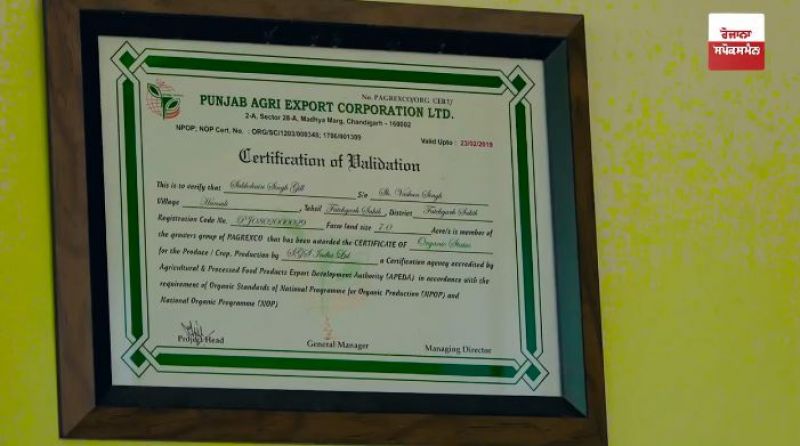 ਰੋਜ਼ਾਨਾ
ਸਪੋਕਸਮੈਨ
No. PAGREXCO/ORG CERT/
PUNJAB AGRI EXPORT CORPORATION LTD.
2-A, Sector 28-A, Madhya Marg, Chandigarh - 160002
NPOP; NOP Cert. No. : ORG/SC/1203/000348; 1786/601309
Valid Upto : 23/02/2019
Certification of Validation
This is to verify that Sukhchain Singh Gill S/o Sh. Singh
Village , Tehsil Fatehgarh Sahib, District Fatehgarh Sahib
Registration Code No. Farm land size 7.0 Acre/s is member of
the growers group of PAGREXCO that has been awarded the CERTIFICATE OF Organic Status
for the Produce / Crop. Production by SGS India Ltd a Certification agency accredited by
Agricultural & Processed Food Products Export Development Authority (APEDA) in accordance with the
requirement of Organic Standards of National Programme for Organic Production (NPOP) and
National Organic Programme (NOP)
Project Head
General Manager
Managing Director